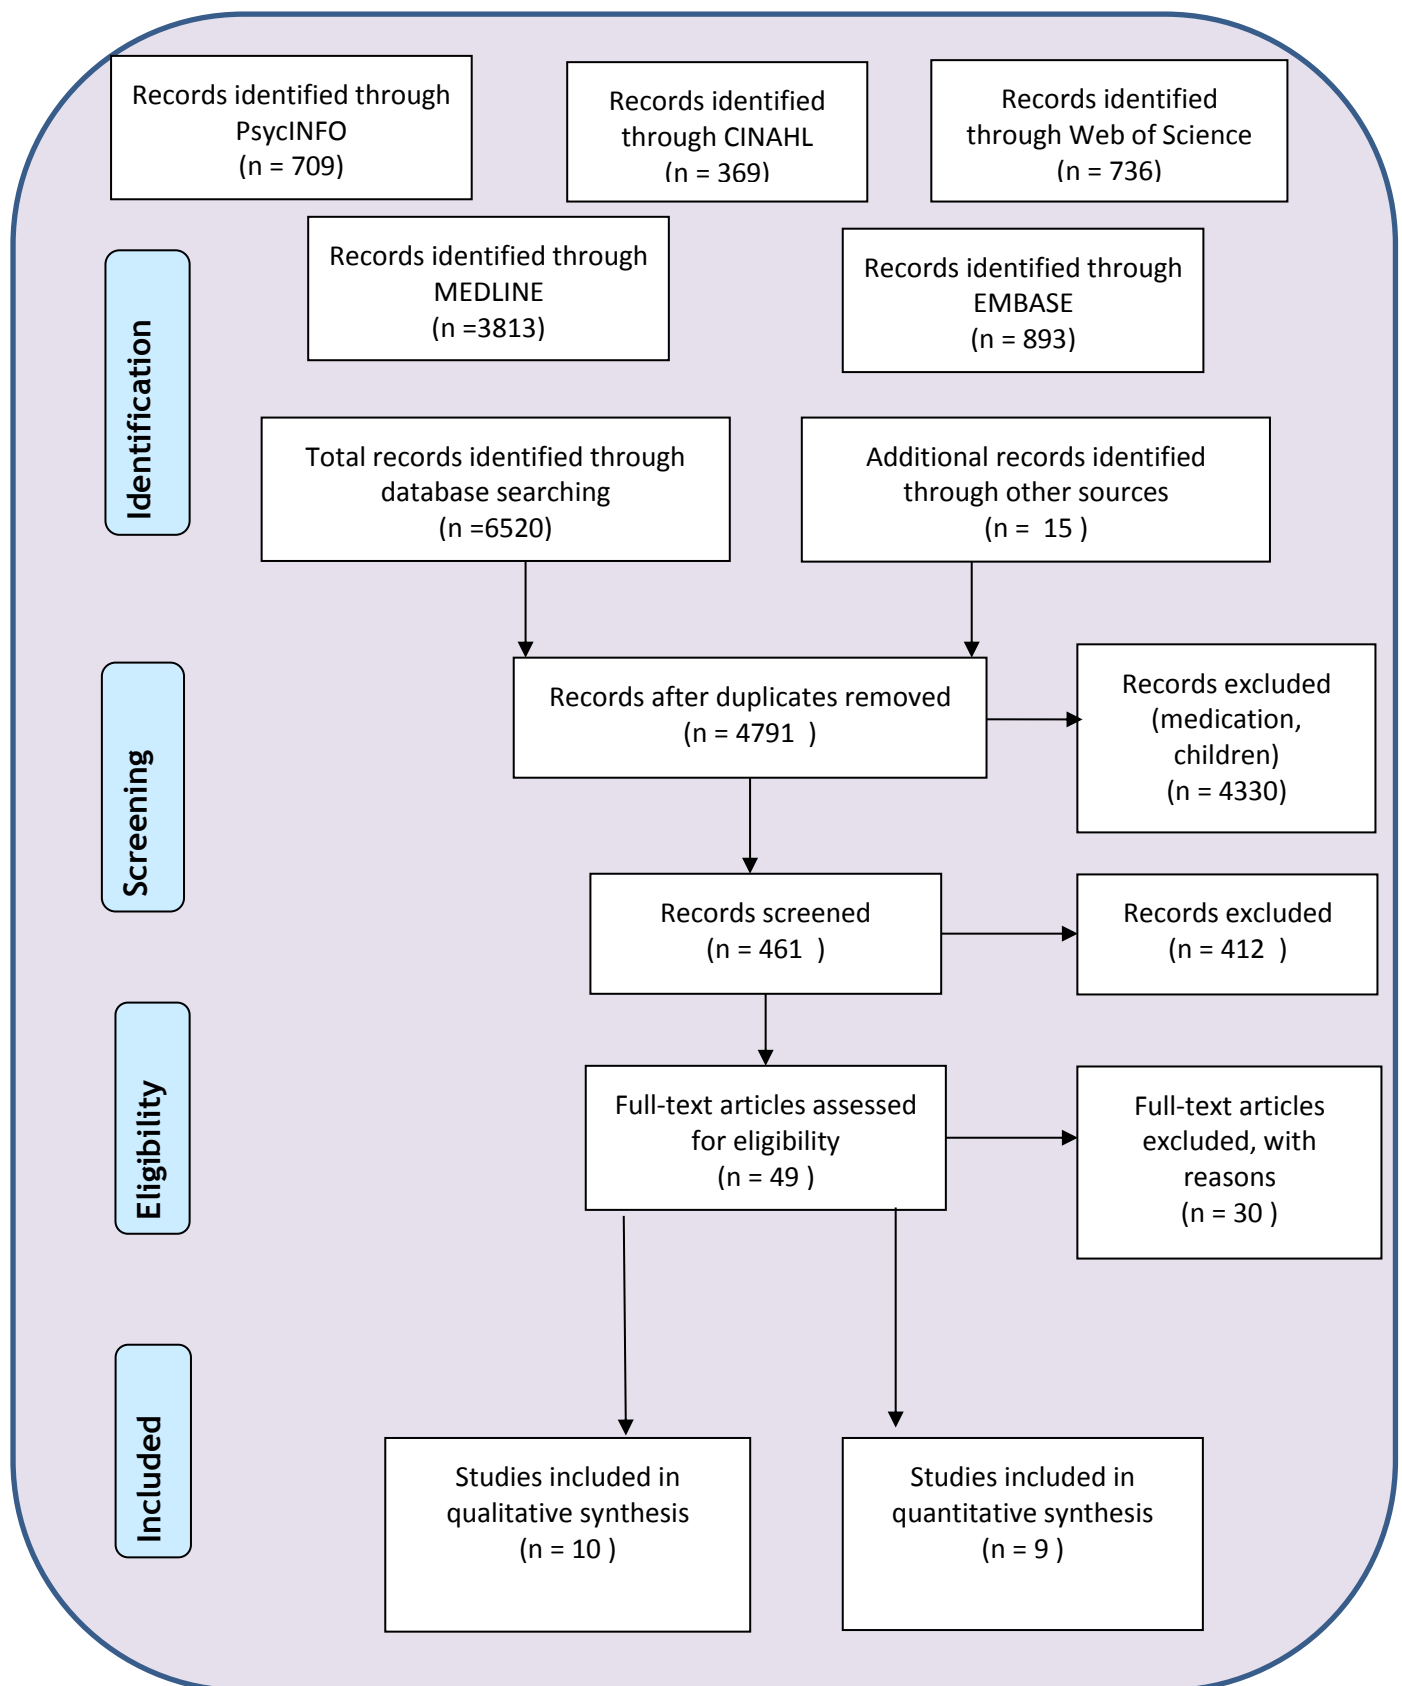 Records identified through
PsycINFO
(n = 709)
Records identified
through CINAHL
(n = 369)
Records identified
through Web of Science
(n = 736)
Records identified through
MEDLINE
(n =3813)
Records identified through
EMBASE
(n = 893)
Identification
Total records identified through
database searching
(n =6520)
Additional records identified
through other sources
(n =  15 )
Screening
Records after duplicates removed
(n = 4791  )
Records excluded
(medication,
children)
(n = 4330)
Records screened
(n = 461  )
Records excluded
(n = 412  )
Eligibility
Full-text articles assessed
for eligibility
(n = 49 )
Full-text articles
excluded, with
reasons
(n = 30 )
Included
Studies included in
qualitative synthesis
(n = 10 )
Studies included in
quantitative synthesis
(n = 9 )